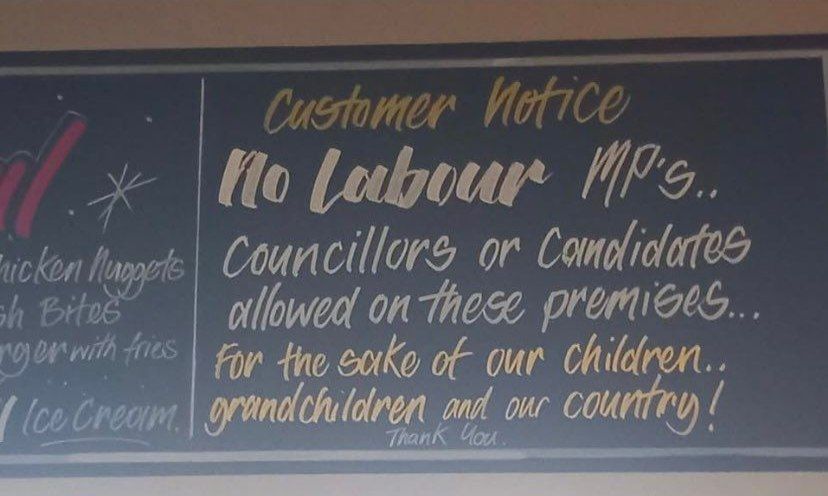 Customer Notice
No Labour MP's..
Councillors or Candidates
allowed on these premises...
For the sake of our children..
grandchildren and our country!
Thank You.
Nuggets
Bites
with fries
Ice Cream.